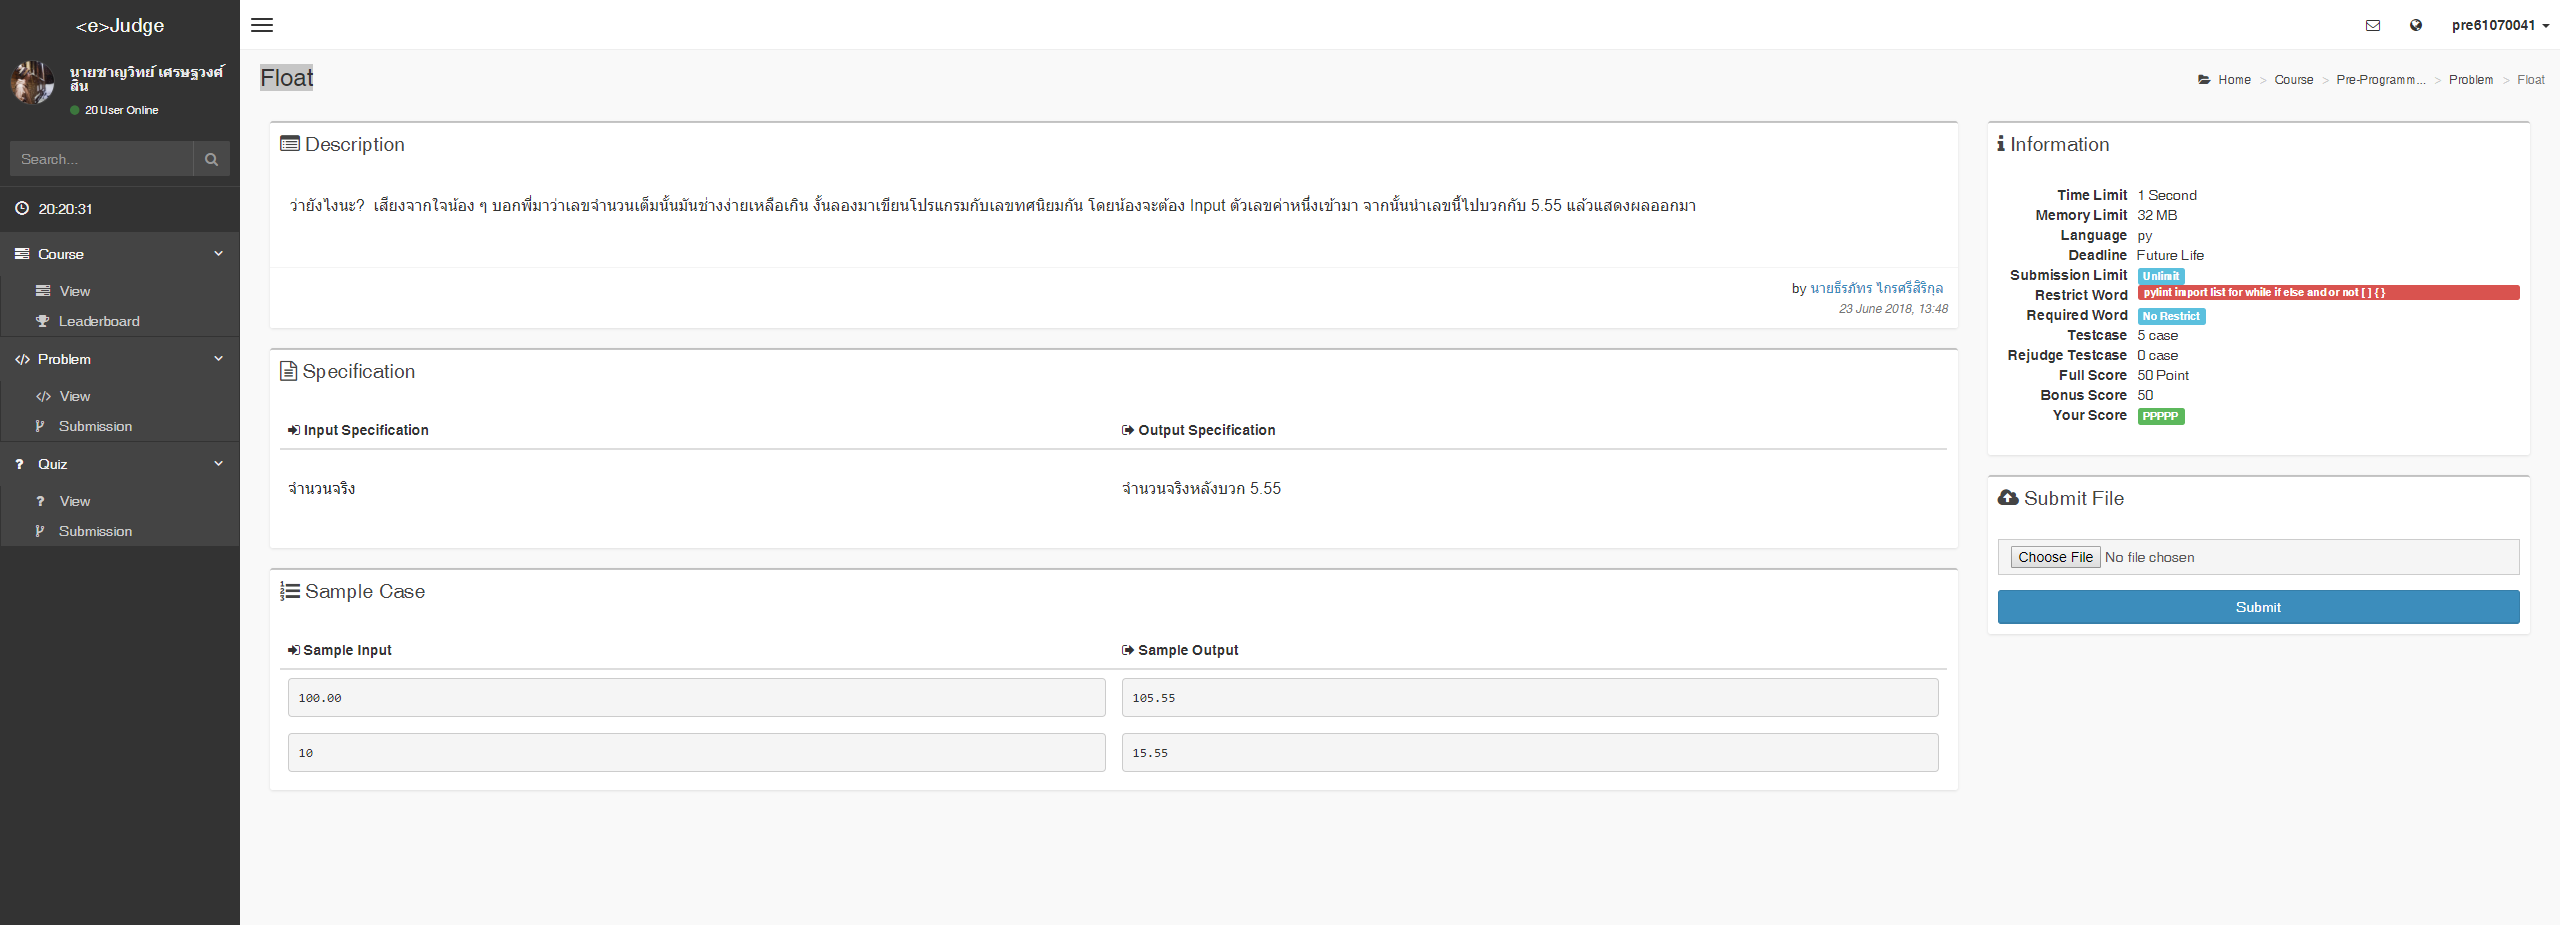 <e>Judge
pre61070041
นายชาญวิทย์ เศรษฐวงศ์
สิน
20 User Online
Search...
20:20:31
Course
View
Leaderboard
Problem
View
Submission
Quiz
View
Submission
Float
Home > Course > Pre-Programm... > Problem > Float
Description
ว่ายังไงนะ? เสียงจากใจน้อง ๆ บอกพี่มาว่าเลขจำนวนเต็มนั้นมันช่างง่ายเหลือเกิน งั้นลองมาเขียนโปรแกรมกับเลขทศนิยมกัน โดยน้องจะต้อง Input ตัวเลขค่าหนึ่งเข้ามา จากนั้นนำเลขนี้ไปบวกกับ 5.55 แล้วแสดงผลออกมา
by นายธีรภัทร ไกรศรีสิริกุล
23 June 2018, 13:48
Specification
Input Specification Output Specification
จำนวนจริง จำนวนจริงหลังบวก 5.55
Sample Case
Sample Input Sample Output
100.00 105.55
10 15.55
Information
Time Limit 1 Second
Memory Limit 32 MB
Language py
Deadline Future Life
Submission Limit Unlimit
Restrict Word pylint import list for while if else and or not [ ] { }
Required Word No Restrict
Testcase 5 case
Rejudge Testcase 0 case
Full Score 50 Point
Bonus Score 50
Your Score PPPPP
Submit File
Choose File No file chosen
Submit